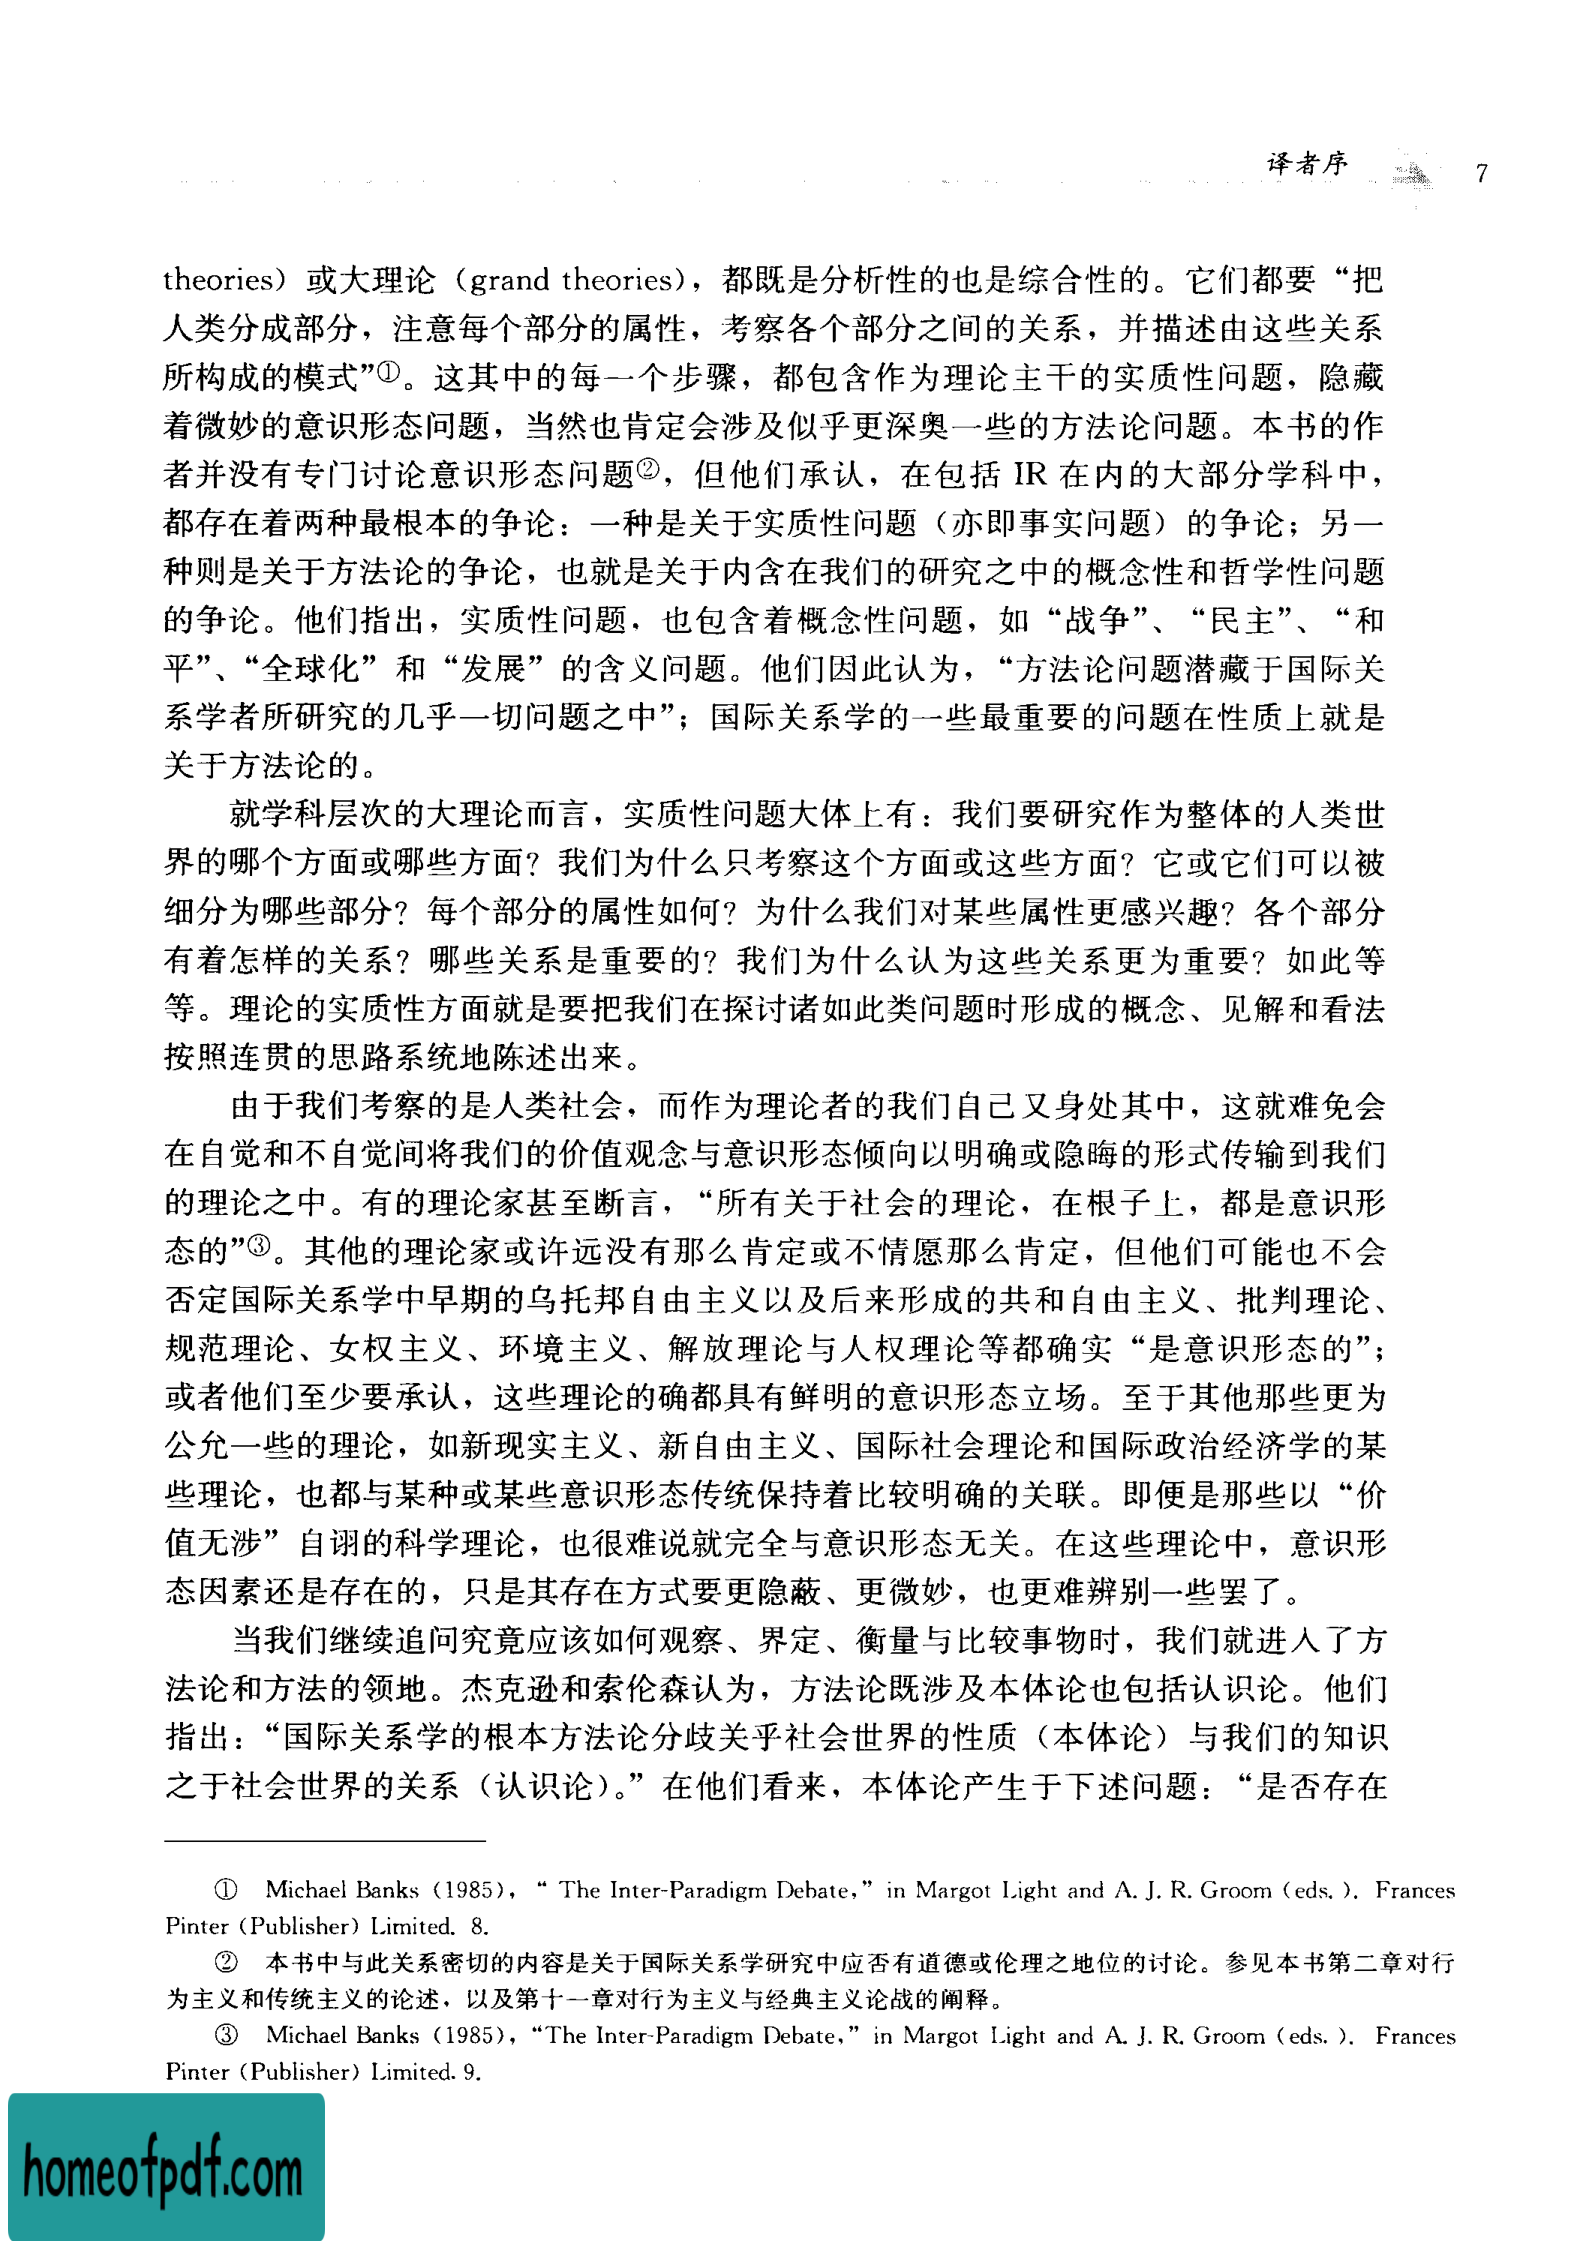 译者序 7
theories）或大理论（grand theories），都既是分析性的也是综合性的。它们都要“把
人类分成部分，注意每个部分的属性，考察各个部分之间的关系，并描述由这些关系
所构成的模式”①。这其中的每一个步骤，都包含作为理论主干的实质性问题，隐藏
着微妙的意识形态问题，当然也肯定会涉及似乎更深奥一些的方法论问题。本书的作
者并没有专门讨论意识形态问题②，但他们承认，在包括 IR 在内的大部分学科中，
都存在着两种最根本的争论：一种是关于实质性问题（亦即事实问题）的争论；另一
种则是关于方法论的争论，也就是关于内含在我们的研究之中的概念性和哲学性问题
的争论。他们指出，实质性问题，也包含着概念性问题，如“战争”、“民主”、“和
平”、“全球化”和“发展”的含义问题。他们因此认为，“方法论问题潜藏于国际关
系学者所研究的几乎一切问题之中”；国际关系学的一些最重要的问题在性质上就是
关于方法论的。
就学科层次的大理论而言，实质性问题大体上有：我们要研究作为整体的人类世
界的哪个方面或哪些方面？我们为什么只考察这个方面或这些方面？它或它们可以被
细分为哪些部分？每个部分的属性如何？为什么我们对某些属性更感兴趣？各个部分
有着怎样的关系？哪些关系是重要的？我们为什么认为这些关系更为重要？如此等
等。理论的实质性方面就是要把我们在探讨诸如此类问题时形成的概念、见解和看法
按照连贯的思路系统地陈述出来。
由于我们考察的是人类社会，而作为理论者的我们自己又身处其中，这就难免会
在自觉和不自觉间将我们的价值观念与意识形态倾向以明确或隐晦的形式传输到我们
的理论之中。有的理论家甚至断言，“所有关于社会的理论，在根子上，都是意识形
态的”③。其他的理论家或许远没有那么肯定或不情愿那么肯定，但他们可能也不会
否定国际关系学中早期的乌托邦自由主义以及后来形成的共和自由主义、批判理论、
规范理论、女权主义、环境主义、解放理论与人权理论等都确实“是意识形态的”；
或者他们至少要承认，这些理论的确都具有鲜明的意识形态立场。至于其他那些更为
公允一些的理论，如新现实主义、新自由主义、国际社会理论和国际政治经济学的某
些理论，也都与某种或某些意识形态传统保持着比较明确的关联。即便是那些以“价
值无涉”自诩的科学理论，也很难说就完全与意识形态无关。在这些理论中，意识形
态因素还是存在的，只是其存在方式要更隐蔽、更微妙，也更难辨别一些罢了。
当我们继续追问究竟应该如何观察、界定、衡量与比较事物时，我们就进入了方
法论和方法的领地。杰克逊和索伦森认为，方法论既涉及本体论也包括认识论。他们
指出：“国际关系学的根本方法论分歧关乎社会世界的性质（本体论）与我们的知识
之于社会世界的关系（认识论）。”在他们看来，本体论产生于下述问题：“是否存在
① Michael Banks (1985), “ The Inter-Paradigm Debate,” in Margot Light and A. J. R. Groom (eds. ). Frances
Pinter (Publisher) Limited. 8.
② 本书中与此关系密切的内容是关于国际关系学研究中应否有道德或伦理之地位的讨论。参见本书第二章对行
为主义和传统主义的论述，以及第十一章对行为主义与经典主义论战的阐释。
③ Michael Banks (1985), “The Inter-Paradigm Debate,” in Margot Light and A. J. R. Groom (eds. ). Frances
Pinter (Publisher) Limited. 9.
homeofpdf.com